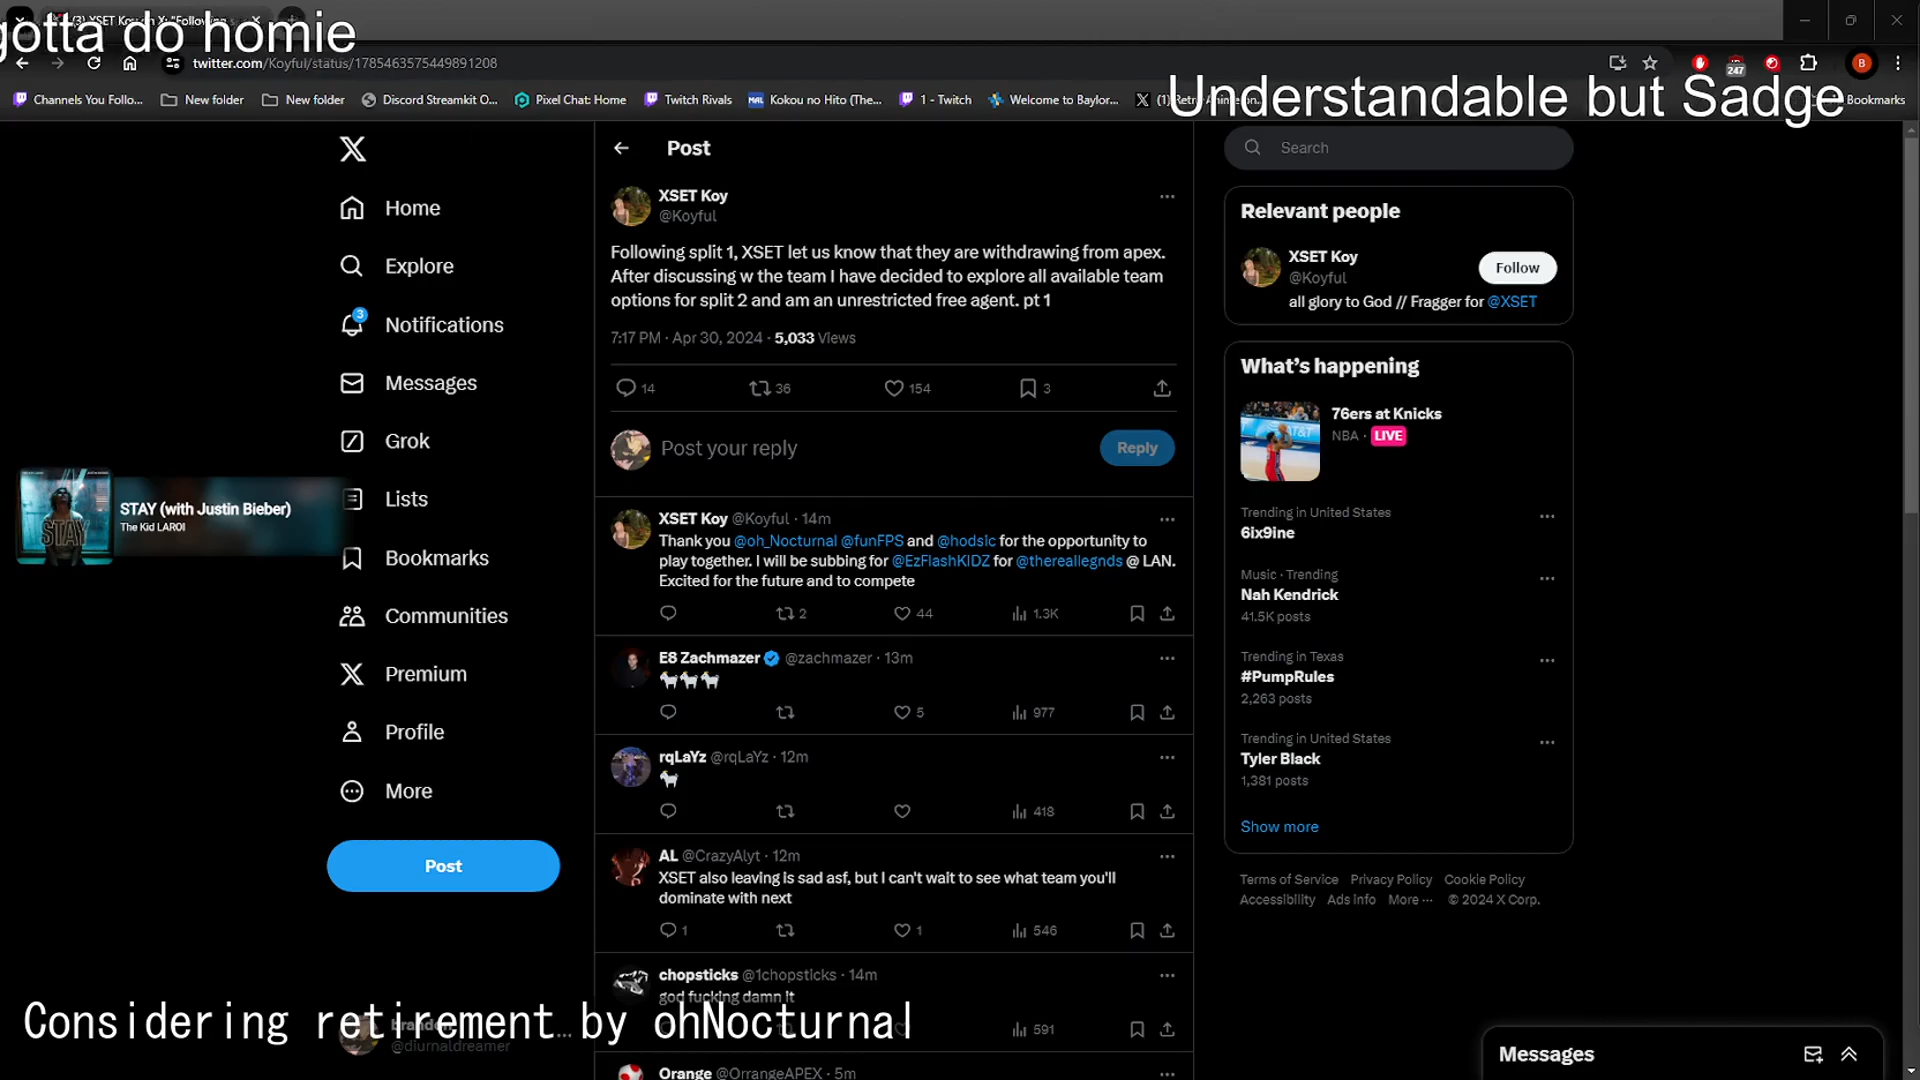 (3) XSET Koy on X: "Following
gotta do homie
twitter.com/Koyful/status/1785463575449891208
247
B
Channels You Follo...
New folder
New folder
Discord Streamkit O...
Pixel Chat: Home
Twitch Rivals
Kokou no Hito (The...
1 - Twitch
Welcome to Baylor...
Bookmarks
Understandable but Sadge
Home
Explore
3
Notifications
Messages
Grok
Lists
Bookmarks
Communities
Premium
Profile
More
Post
STAY
STAY (with Justin Bieber)
The Kid LAROI
Post
XSET Koy
@Koyful
Following split 1, XSET let us know that they are withdrawing from apex.
After discussing w the team I have decided to explore all available team
options for split 2 and am an unrestricted free agent. pt 1
7:17 PM · Apr 30, 2024 · 5,033 Views
14 36 154 3
Post your reply
Reply
XSET Koy @Koyful · 14m
Thank you @oh_Nocturnal @funFPS and @hodsic for the opportunity to
play together. I will be subbing for @EzFlashKIDZ for @thereallegnds @ LAN.
Excited for the future and to compete
2 44 1.3K
E8 Zachmazer @zachmazer · 13m
🐐🐐🐐
5 977
rqLaYz @rqLaYz · 12m
🐐
418
AL @CrazyAlyt · 12m
XSET also leaving is sad asf, but I can't wait to see what team you'll
dominate with next
1 1 546
chopsticks @1chopsticks · 14m
god fucking damn it
591
Orange @OrrangeAPEX · 5m
Considering retirement... by ohNocturnal
brandon
@diurnaldreamer
Search
Relevant people
XSET Koy
@Koyful
Follow
all glory to God // Fragger for @XSET
What's happening
76ers at Knicks
NBA · LIVE
Trending in United States
6ix9ine
Music · Trending
Nah Kendrick
41.5K posts
Trending in Texas
#PumpRules
2,263 posts
Trending in United States
Tyler Black
1,381 posts
Show more
Terms of Service Privacy Policy Cookie Policy
Accessibility Ads info More ··· © 2024 X Corp.
Messages